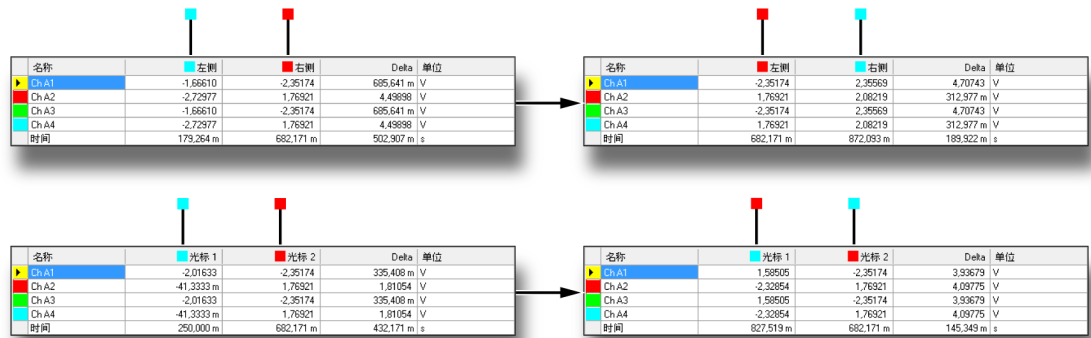 名称 左侧 右侧 Delta 单位
Ch A1 -1,66610 -2,35174 685,641 m V
Ch A2 -2,72977 1,76921 4,49898 V
Ch A3 -1,66610 -2,35174 685,641 m V
Ch A4 -2,72977 1,76921 4,49898 V
时间 179,264 m 682,171 m 502,907 m s
名称 左侧 右侧 Delta 单位
Ch A1 -2,35174 2,35569 4,70743 V
Ch A2 1,76921 2,08219 312,977 m V
Ch A3 -2,35174 2,35569 4,70743 V
Ch A4 1,76921 2,08219 312,977 m V
时间 682,171 m 872,093 m 189,922 m s
名称 光标 1 光标 2 Delta 单位
Ch A1 -2,01633 -2,35174 335,408 m V
Ch A2 -41,3333 m 1,76921 1,81054 V
Ch A3 -2,01633 -2,35174 335,408 m V
Ch A4 -41,3333 m 1,76921 1,81054 V
时间 250,000 m 682,171 m 432,171 m s
名称 光标 1 光标 2 Delta 单位
Ch A1 1,58505 -2,35174 3,93679 V
Ch A2 -2,32854 1,76921 4,09775 V
Ch A3 1,58505 -2,35174 3,93679 V
Ch A4 -2,32854 1,76921 4,09775 V
时间 827,519 m 682,171 m 145,349 m s